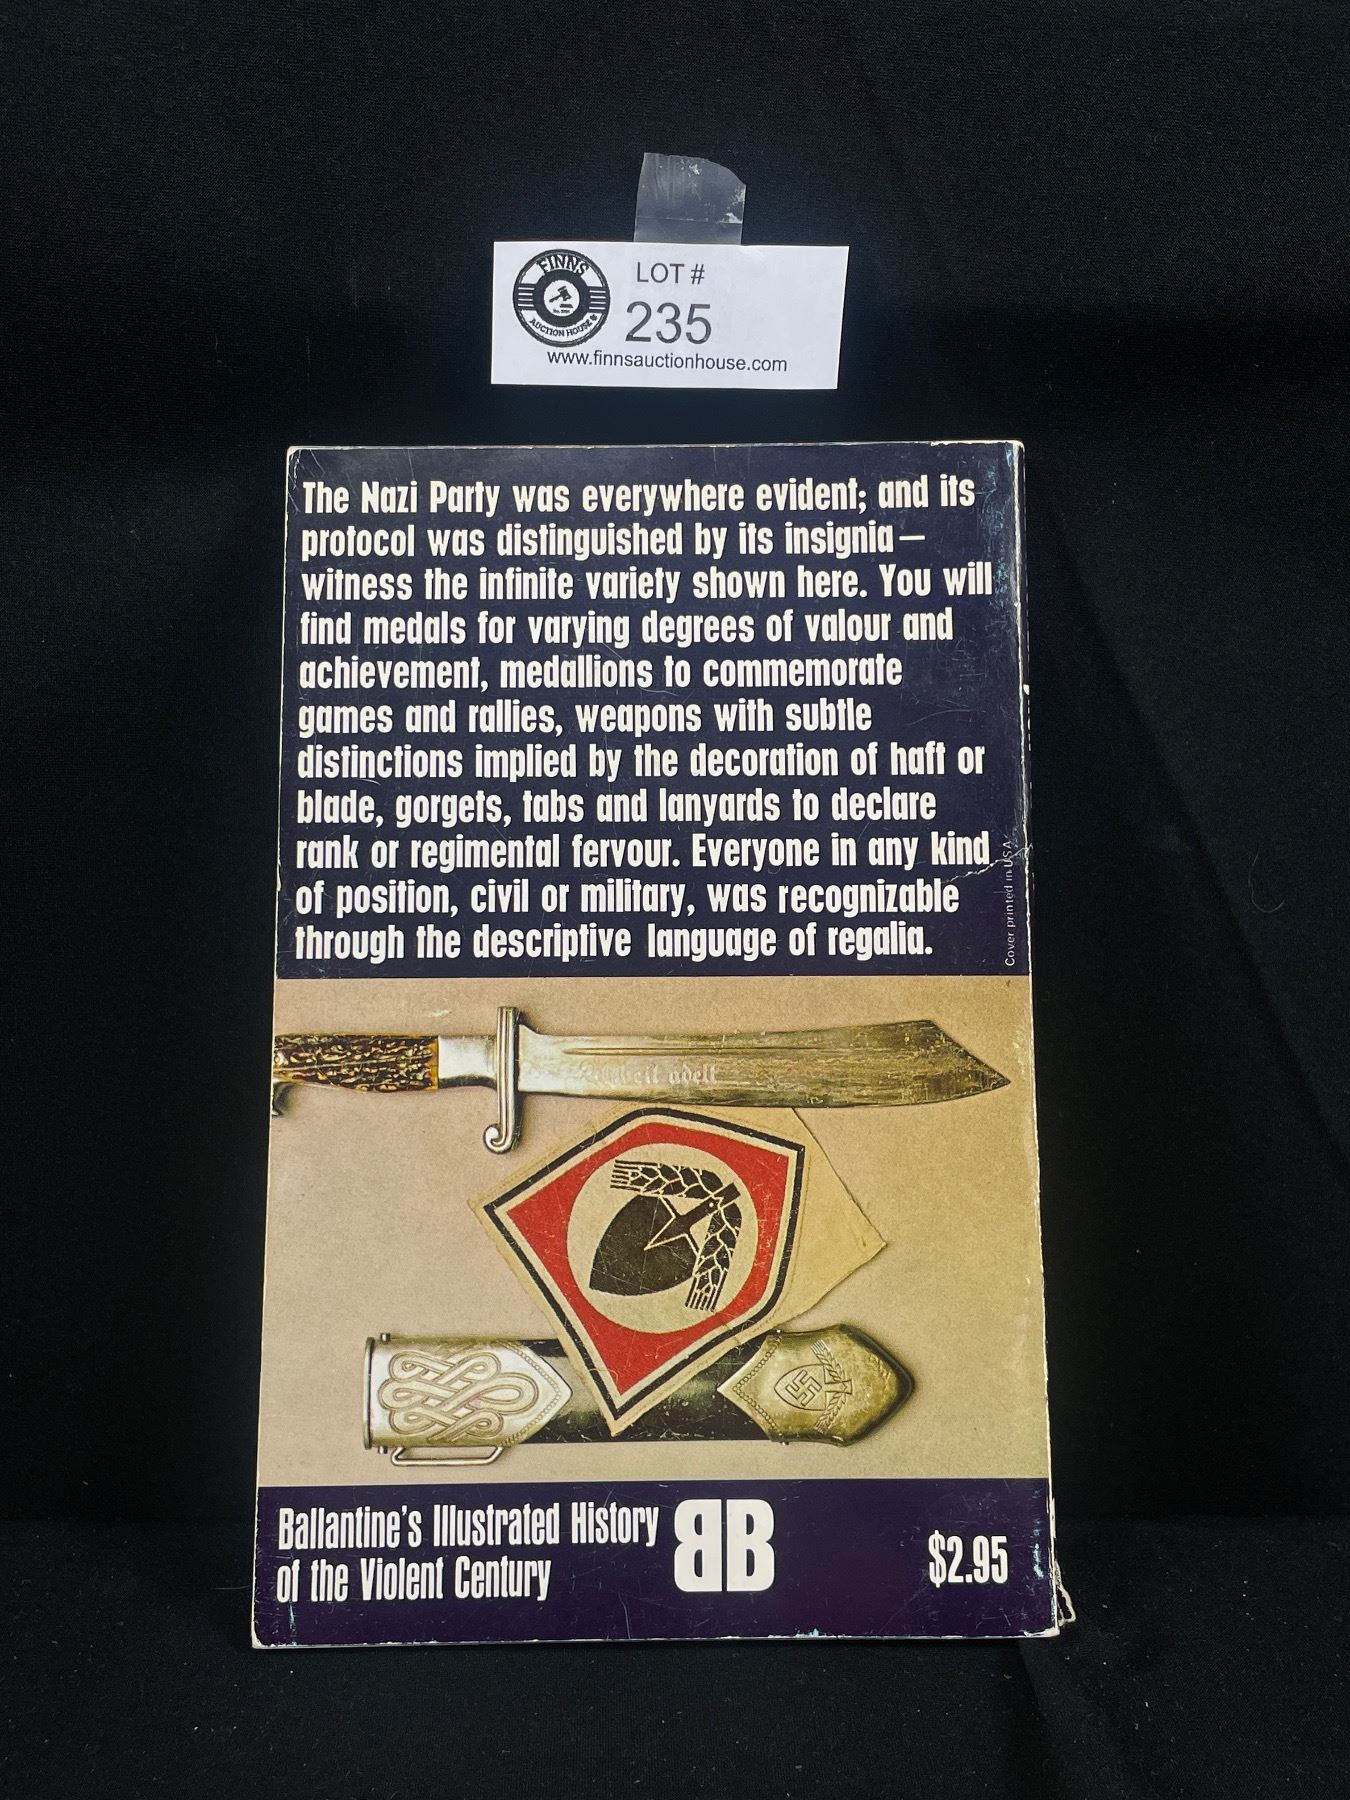 FINNS
AUCTION HOUSE
LOT #
235
www.finnsauctionhouse.com
The Nazi Party was everywhere evident; and its
protocol was distinguished by its insignia—
witness the infinite variety shown here. You will
find medals for varying degrees of valour and
achievement, medallions to commemorate
games and rallies, weapons with subtle
distinctions implied by the decoration of haft or
blade, gorgets, tabs and lanyards to declare
rank or regimental fervour. Everyone in any kind
of position, civil or military, was recognizable
through the descriptive language of regalia.
Cover printed in USA
adelt
Ballantine's Illustrated History
of the Violent Century
BB
$2.95